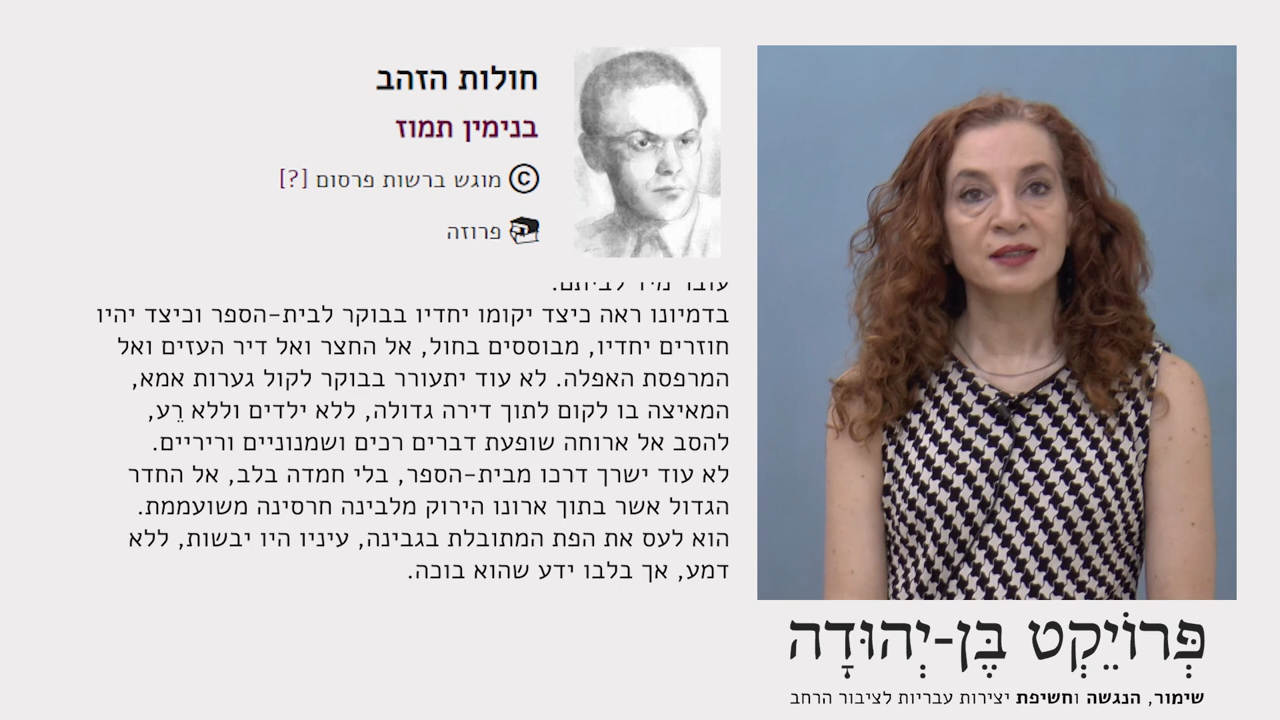 חולות הזהב
בנימין תמוז
© מוגש ברשות פרסום [?]
פרוזה
עובר מיד לביתם.
בדמיונו ראה כיצד יקומו יחדיו בבוקר לבית-הספר וכיצד יהיו
חוזרים יחדיו, מבוססים בחול, אל החצר ואל דיר העזים ואל
המרפסת האפלה. לא עוד יתעורר בבוקר לקול גערות אמא,
המאיצה בו לקום לתוך דירה גדולה, ללא ילדים וללא רֵע,
להסב אל ארוחה שופעת דברים רכים ושמנוניים וריריים.
לא עוד ישרך דרכו מבית-הספר, בלי חמדה בלב, אל החדר
הגדול אשר בתוך ארונו הירוק מלבינה חרסינה משועממת.
הוא לעס את הפת המתובלת בגבינה, עיניו היו יבשות, ללא
דמע, אך בלבו ידע שהוא בוכה.
פְּרוֹיֵקְט בֶּן-יְהוּדָה
שימור, הנגשה וחשיפת יצירות עבריות לציבור הרחב